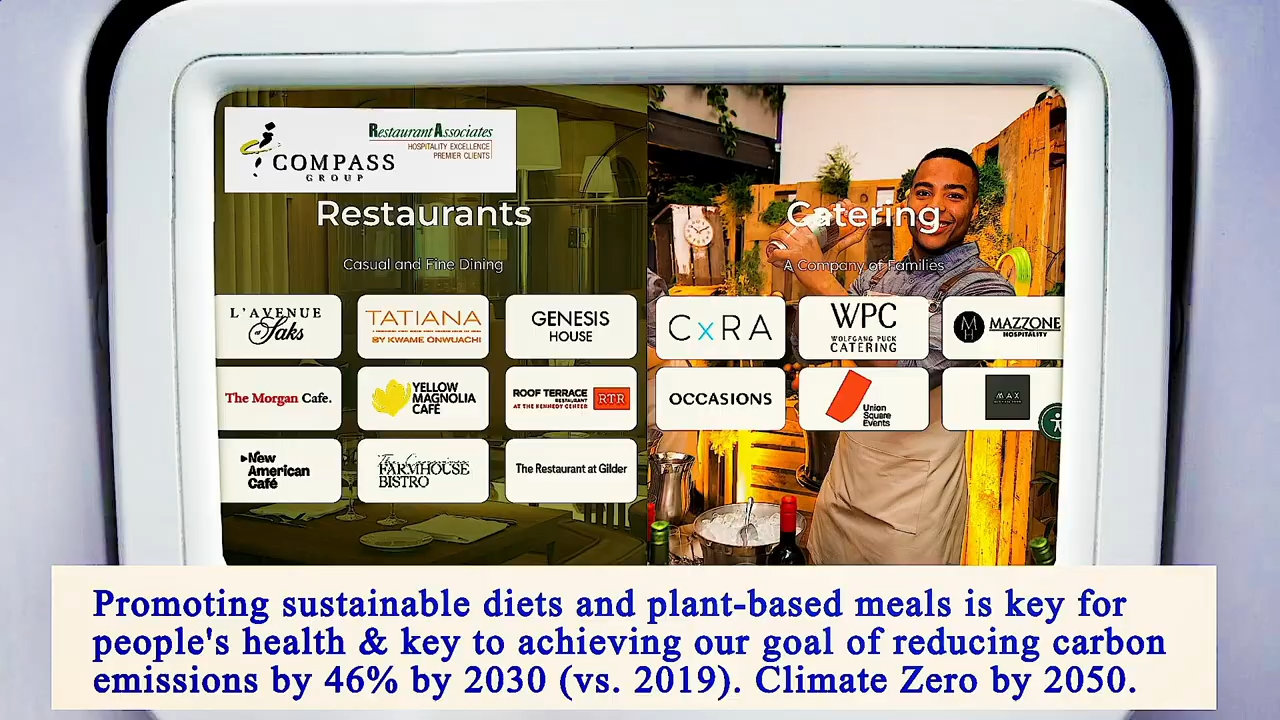 COMPASS
GROUP
Restaurant Associates
HOSPITALITY EXCELLENCE
PREMIER CLIENTS
Restaurants
Casual and Fine Dining
L'AVENUE
Saks
TATIANA
BY KWAME ONWUACHI
GENESIS
HOUSE
The Morgan Cafe.
YELLOW
MAGNOLIA
CAFÉ
ROOF TERRACE
RESTAURANT
AT THE KENNEDY CENTER
RTR
New
American
Café
FARMHOUSE
BISTRO
The Restaurant at Gilder
Catering
A Company of Families
CxRA
WPC
WOLFGANG PUCK
CATERING
M
H
MAZZONE
HOSPITALITY
OCCASIONS
Union
Square
Events
MAX
Promoting sustainable diets and plant-based meals is key for
people's health & key to achieving our goal of reducing carbon
emissions by 46% by 2030 (vs. 2019). Climate Zero by 2050.